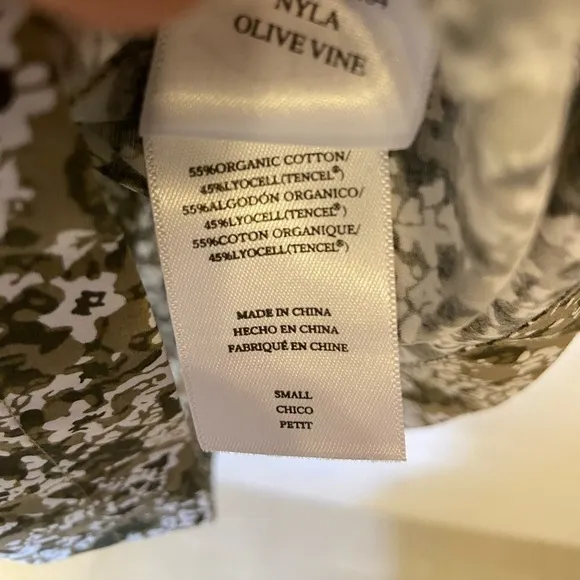 NYLA
OLIVE VINE
55%ORGANIC COTTON/
45%LYOCELL(TENCEL®)
55%ALGODÓN ORGANICO/
45%LYOCELL(TENCEL®)
55%COTON ORGANIQUE/
45%LYOCELL(TENCEL®)
MADE IN CHINA
HECHO EN CHINA
FABRIQUÉ EN CHINE
SMALL
CHICO
PETIT